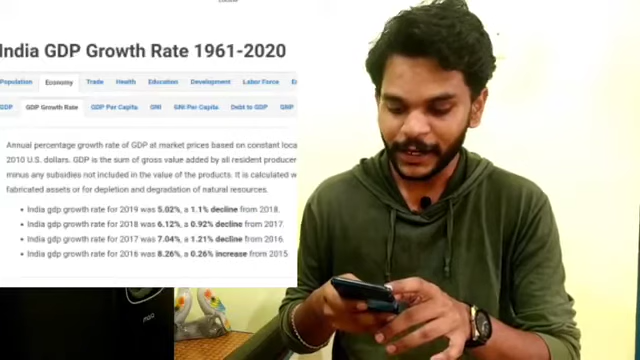 India GDP Growth Rate 1961-2020
Population Economy Trade Health Education Development Labor Force
GDP GDP Growth Rate GDP Per Capita GNI GNI Per Capita Debt to GDP GNP
Annual percentage growth rate of GDP at market prices based on constant loca
2010 U.S. dollars. GDP is the sum of gross value added by all resident producer
minus any subsidies not included in the value of the products. It is calculated w
fabricated assets or for depletion and degradation of natural resources.
• India gdp growth rate for 2019 was 5.02%, a 1.1% decline from 2018.
• India gdp growth rate for 2018 was 6.12%, a 0.92% decline from 2017.
• India gdp growth rate for 2017 was 7.04%, a 1.21% decline from 2016.
• India gdp growth rate for 2016 was 8.26%, a 0.26% increase from 2015.